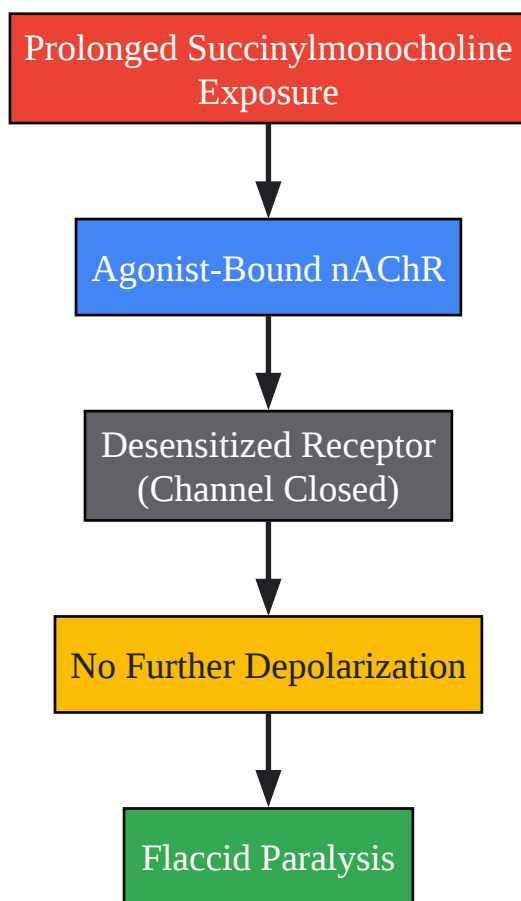 Prolonged Succinylmonocholine
Exposure
Agonist-Bound nAChR
Desensitized Receptor
(Channel Closed)
No Further Depolarization
Flaccid Paralysis